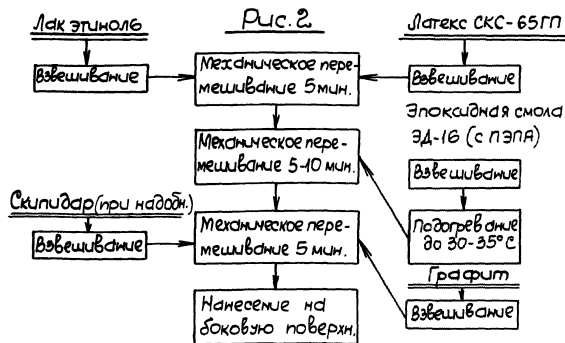 Рис. 2
Лак этиноль
Латекс СКС-65ГП
Взвешивание
Механическое пере-
мешивание 5 мин.
Взвешивание
Эпоксидная смола
ЭД-16 (с ПЭПА)
Механическое пере-
мешивание 5-10 мин.
Взвешивание
Скипидар (при надобн.)
Подогревание
до 30-35°С
Взвешивание
Механическое пере-
мешивание 5 мин.
Графит
Взвешивание
Нанесение на
боковую поверхн.